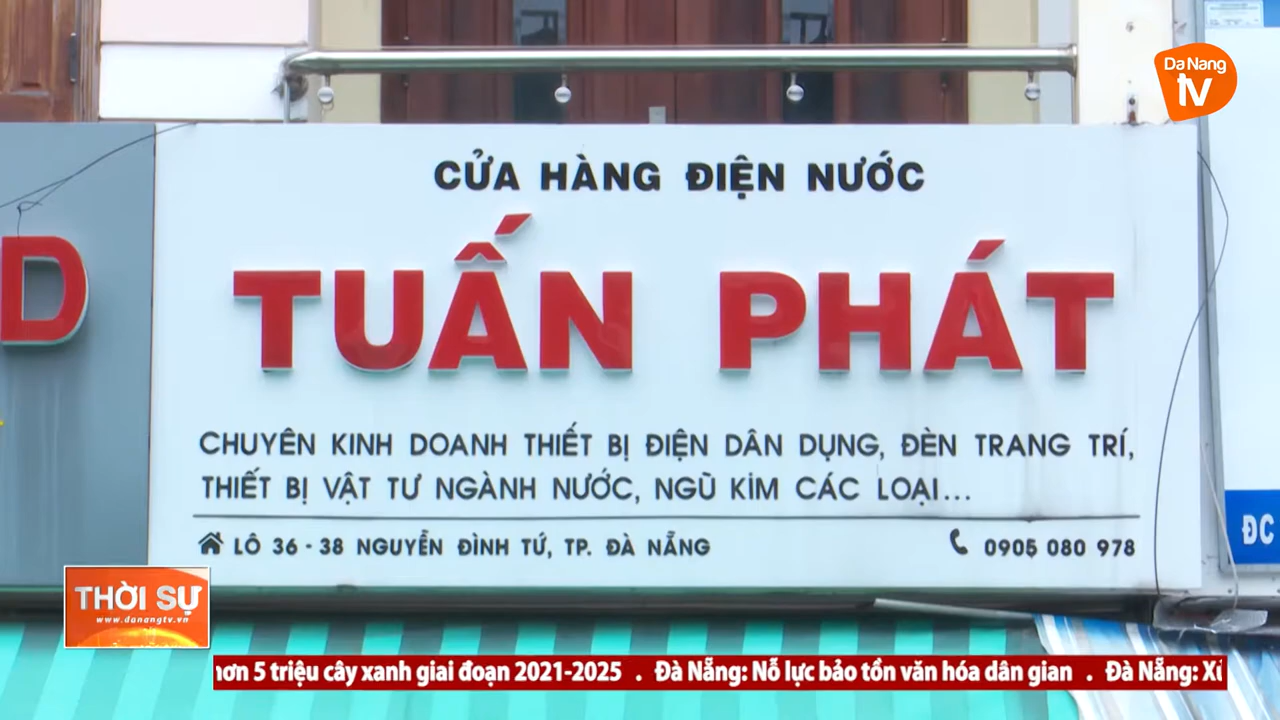 Da Nang
tv
CỬA HÀNG ĐIỆN NƯỚC
D
TUẤN PHÁT
CHUYÊN KINH DOANH THIẾT BỊ ĐIỆN DÂN DỤNG, ĐÈN TRANG TRÍ,
THIẾT BỊ VẬT TƯ NGÀNH NƯỚC, NGŨ KIM CÁC LOẠI...
LÔ 36 - 38 NGUYỄN ĐÌNH TỨ, TP. ĐÀ NẴNG
0905 080 978
ĐC
THỜI SỰ
www.danangtv.vn
hơn 5 triệu cây xanh giai đoạn 2021-2025 . Đà Nẵng: Nỗ lực bảo tồn văn hóa dân gian . Đà Nẵng: